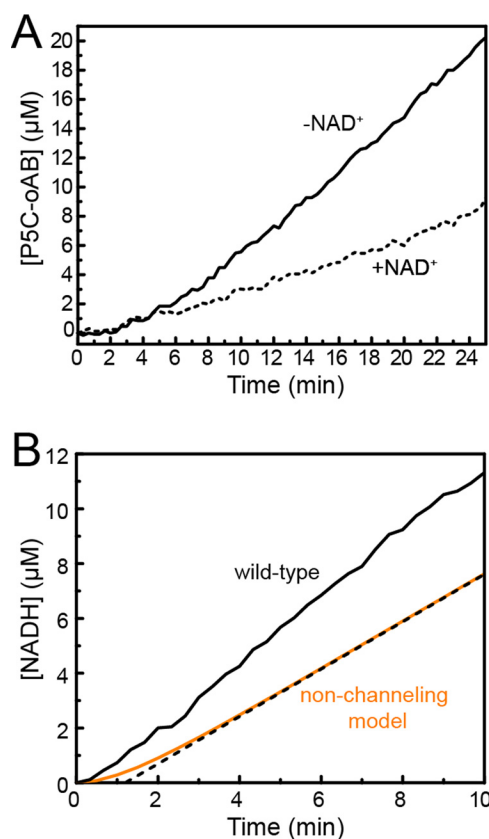 A
[P5C-oAB] (µM)
20
18
16
14
12
10
8
6
4
2
0
-NAD⁺
+NAD⁺
0 2 4 6 8 10 12 14 16 18 20 22 24
Time (min)
B
[NADH] (µM)
12
10
8
6
4
2
0
wild-type
non-channeling
model
0 2 4 6 8 10
Time (min)